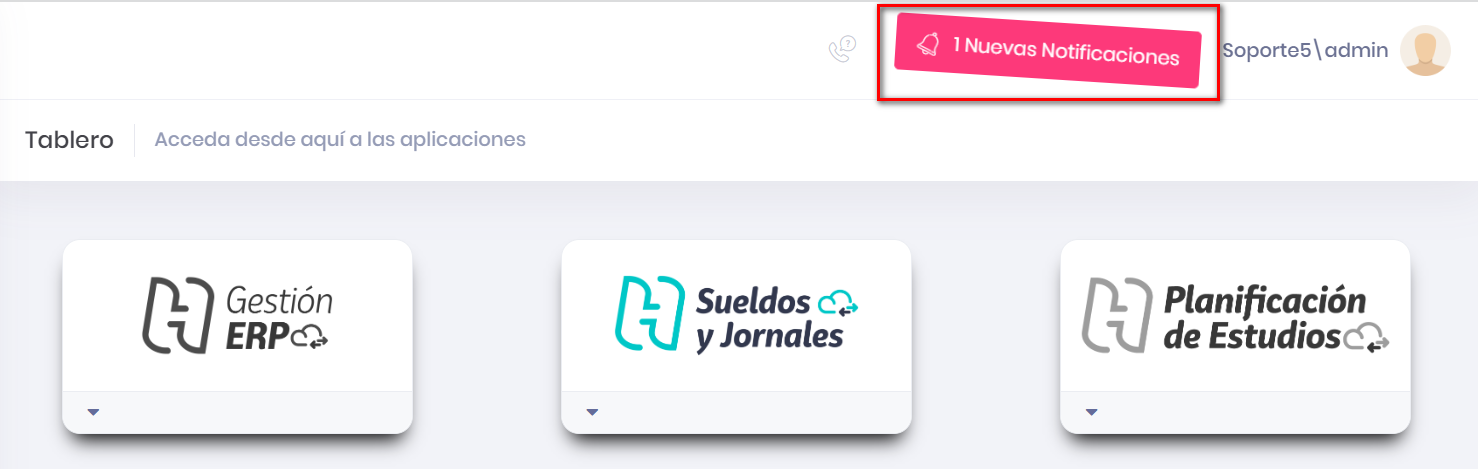 1 Nuevas Notificaciones
Soporte5\admin
Tablero
Acceda desde aquí a las aplicaciones
Gestión
ERP
Sueldos
y Jornales
Planificación
de Estudios